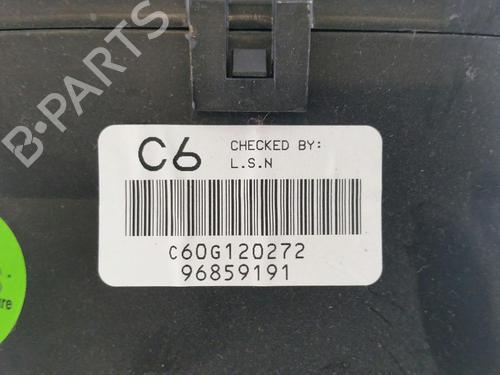 B-PARTS
C6 CHECKED BY:
L.S.N
C60G120272
96859191